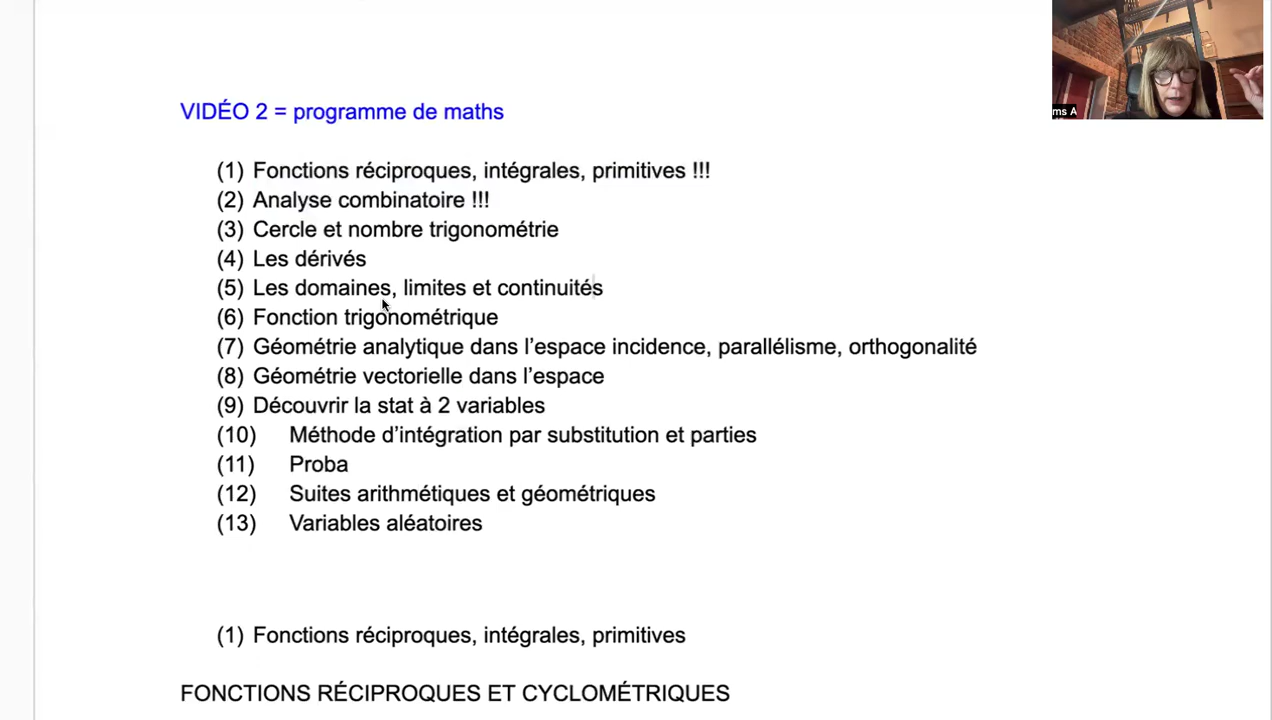 VIDÉO 2 = programme de maths
(1) Fonctions réciproques, intégrales, primitives !!!
(2) Analyse combinatoire !!!
(3) Cercle et nombre trigonométrie
(4) Les dérivés
(5) Les domaines, limites et continuités
(6) Fonction trigonométrique
(7) Géométrie analytique dans l’espace incidence, parallélisme, orthogonalité
(8) Géométrie vectorielle dans l’espace
(9) Découvrir la stat à 2 variables
(10) Méthode d’intégration par substitution et parties
(11) Proba
(12) Suites arithmétiques et géométriques
(13) Variables aléatoires
(1) Fonctions réciproques, intégrales, primitives
FONCTIONS RÉCIPROQUES ET CYCLOMÉTRIQUES
ms A